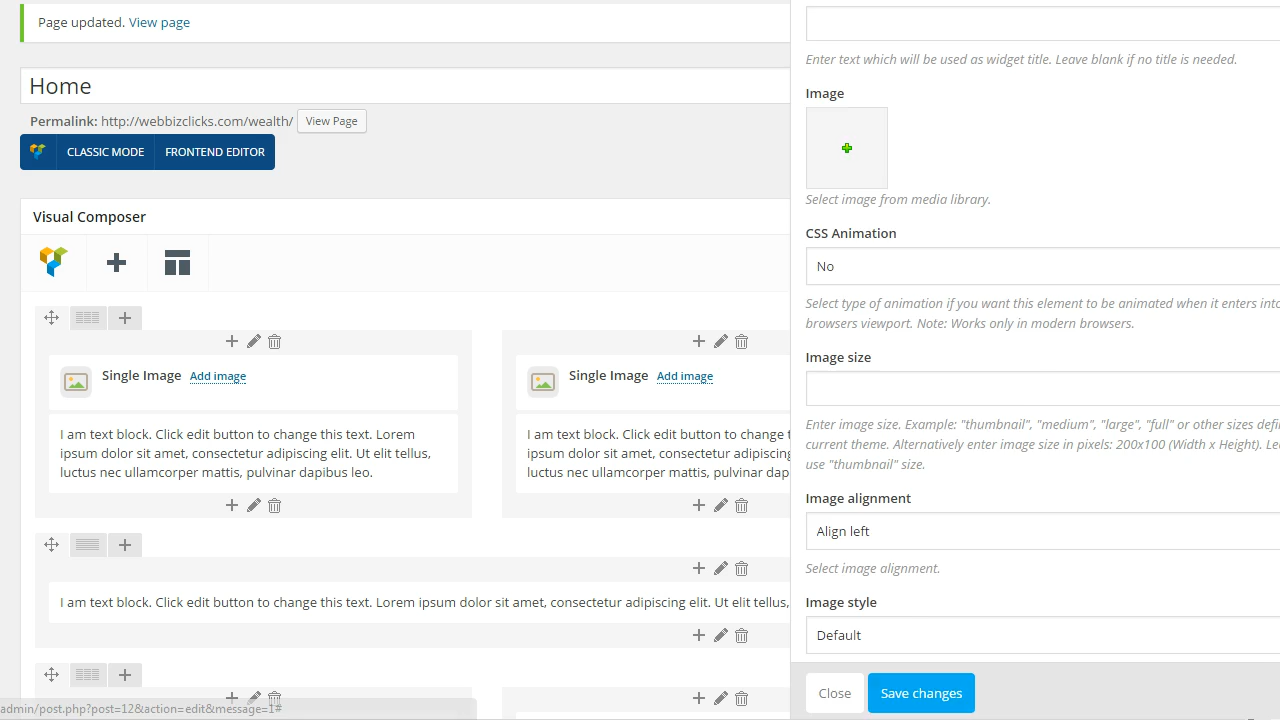 Page updated. View page
Home
Permalink: http://webbizclicks.com/wealth/ View Page
CLASSIC MODE FRONTEND EDITOR
Visual Composer
Single Image Add image
I am text block. Click edit button to change this text. Lorem
ipsum dolor sit amet, consectetur adipiscing elit. Ut elit tellus,
luctus nec ullamcorper mattis, pulvinar dapibus leo.
Single Image Add image
I am text block. Click edit button to change t
ipsum dolor sit amet, consectetur adipiscing
luctus nec ullamcorper mattis, pulvinar dap
I am text block. Click edit button to change this text. Lorem ipsum dolor sit amet, consectetur adipiscing elit. Ut elit tellus,
admin/post.php?post=12&action=edit&message=1#
Enter text which will be used as widget title. Leave blank if no title is needed.
Image
Select image from media library.
CSS Animation
No
Select type of animation if you want this element to be animated when it enters into
browsers viewport. Note: Works only in modern browsers.
Image size
Enter image size. Example: "thumbnail", "medium", "large", "full" or other sizes defi
current theme. Alternatively enter image size in pixels: 200x100 (Width x Height). Le
use "thumbnail" size.
Image alignment
Align left
Select image alignment.
Image style
Default
Close Save changes